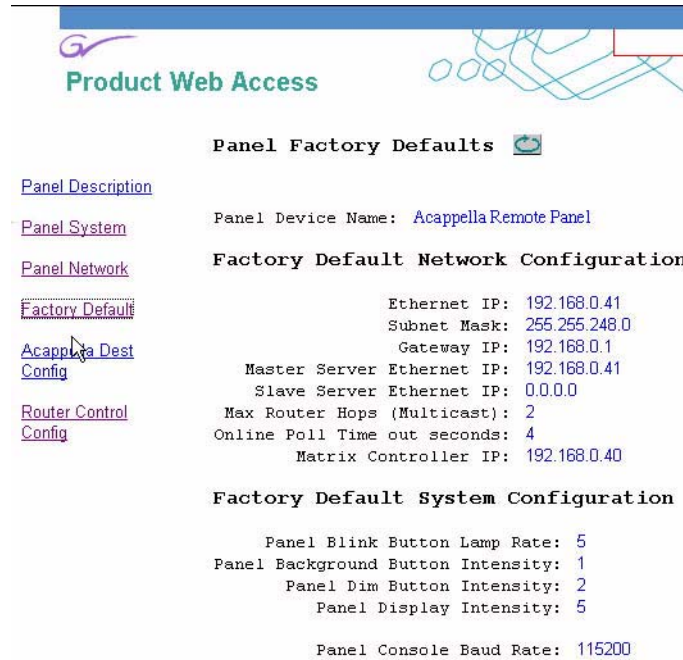 Product Web Access
Panel Factory Defaults
Panel Description
Panel System
Panel Network
Factory Default
Acappella Dest
Config
Router Control
Config
Panel Device Name: Acappella Remote Panel
Factory Default Network Configuration
Ethernet IP: 192.168.0.41
Subnet Mask: 255.255.248.0
Gateway IP: 192.168.0.1
Master Server Ethernet IP: 192.168.0.41
Slave Server Ethernet IP: 0.0.0.0
Max Router Hops (Multicast): 2
Online Poll Time out seconds: 4
Matrix Controller IP: 192.168.0.40
Factory Default System Configuration
Panel Blink Button Lamp Rate: 5
Panel Background Button Intensity: 1
Panel Dim Button Intensity: 2
Panel Display Intensity: 5
Panel Console Baud Rate: 115200